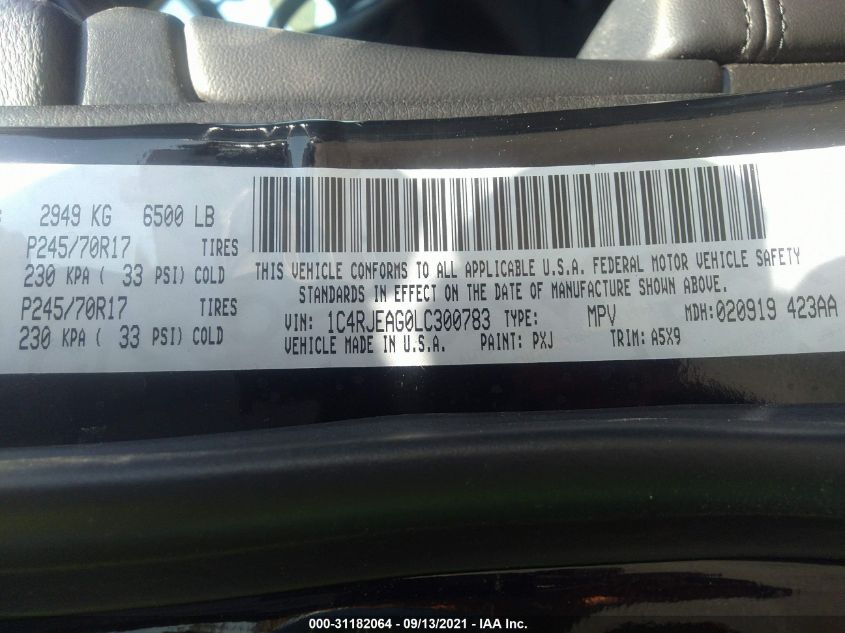 2949 KG 6500 LB
P245/70R17 TIRES
230 KPA ( 33 PSI) COLD
P245/70R17 TIRES
230 KPA ( 33 PSI) COLD
THIS VEHICLE CONFORMS TO ALL APPLICABLE U.S.A. FEDERAL MOTOR VEHICLE SAFETY
STANDARDS IN EFFECT ON THE DATE OF MANUFACTURE SHOWN ABOVE.
VIN: 1C4RJEAG0LC300783 TYPE: MPV MDH:020919 423AA
VEHICLE MADE IN U.S.A. PAINT: PXJ TRIM: A5X9
000-31182064 - 09/13/2021 - IAA Inc.